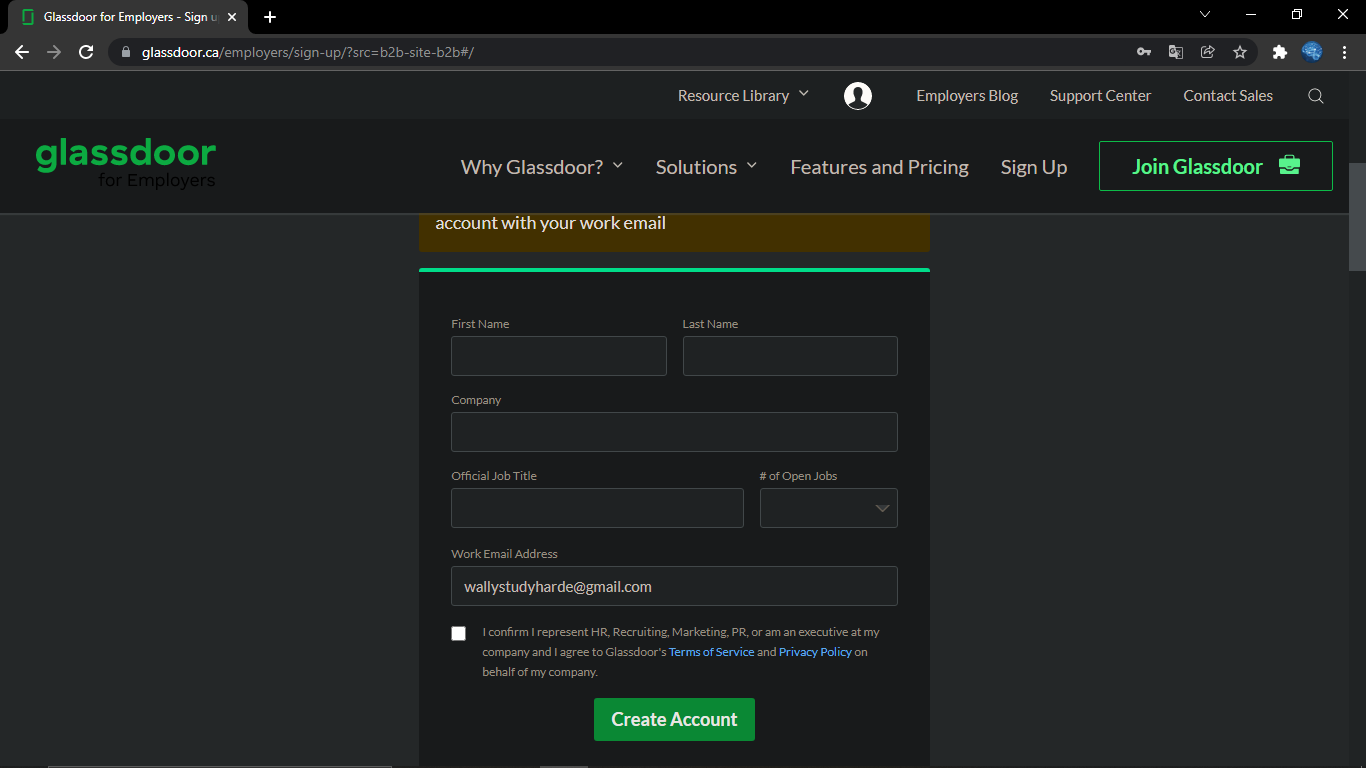 Glassdoor for Employers - Sign u
glassdoor.ca/employers/sign-up/?src=b2b-site-b2b#/
Resource Library
Employers Blog
Support Center
Contact Sales
glassdoor
for Employers
Why Glassdoor?
Solutions
Features and Pricing
Sign Up
Join Glassdoor
account with your work email
First Name
Last Name
Company
Official Job Title
# of Open Jobs
Work Email Address
wallystudyharde@gmail.com
I confirm I represent HR, Recruiting, Marketing, PR, or am an executive at my
company and I agree to Glassdoor's Terms of Service and Privacy Policy on
behalf of my company.
Create Account